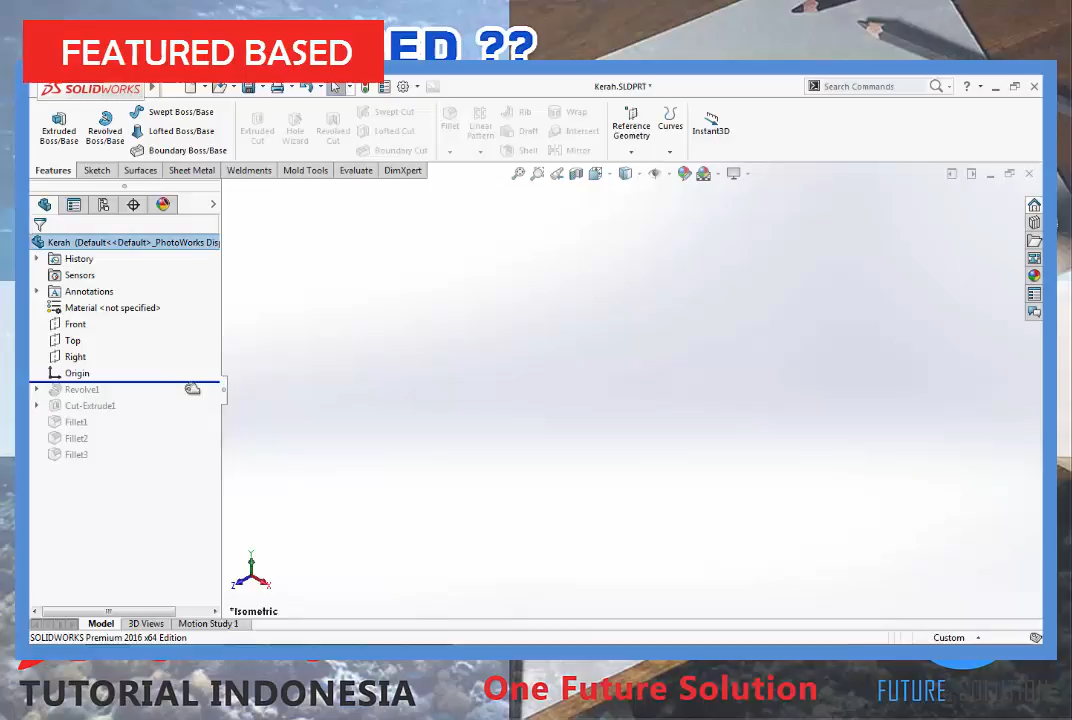 ED ??
FEATURED BASED
SOLIDWORKS
Kerah.SLDPRT *
Search Commands
?
Extruded Boss/Base
Revolved Boss/Base
Swept Boss/Base
Lofted Boss/Base
Boundary Boss/Base
Extruded Cut
Hole Wizard
Revolved Cut
Swept Cut
Lofted Cut
Boundary Cut
Fillet
Linear Pattern
Rib
Draft
Shell
Wrap
Intersect
Mirror
Reference Geometry
Curves
Instant3D
Features
Sketch
Surfaces
Sheet Metal
Weldments
Mold Tools
Evaluate
DimXpert
Kerah (Default<<Default>_PhotoWorks Disp
History
Sensors
Annotations
Material <not specified>
Front
Top
Right
Origin
Revolve1
Cut-Extrude1
Fillet1
Fillet2
Fillet3
Y
Z
X
*Isometric
Model
3D Views
Motion Study 1
SOLIDWORKS Premium 2016 x64 Edition
Custom
TUTORIAL INDONESIA
One Future Solution
FUTURE